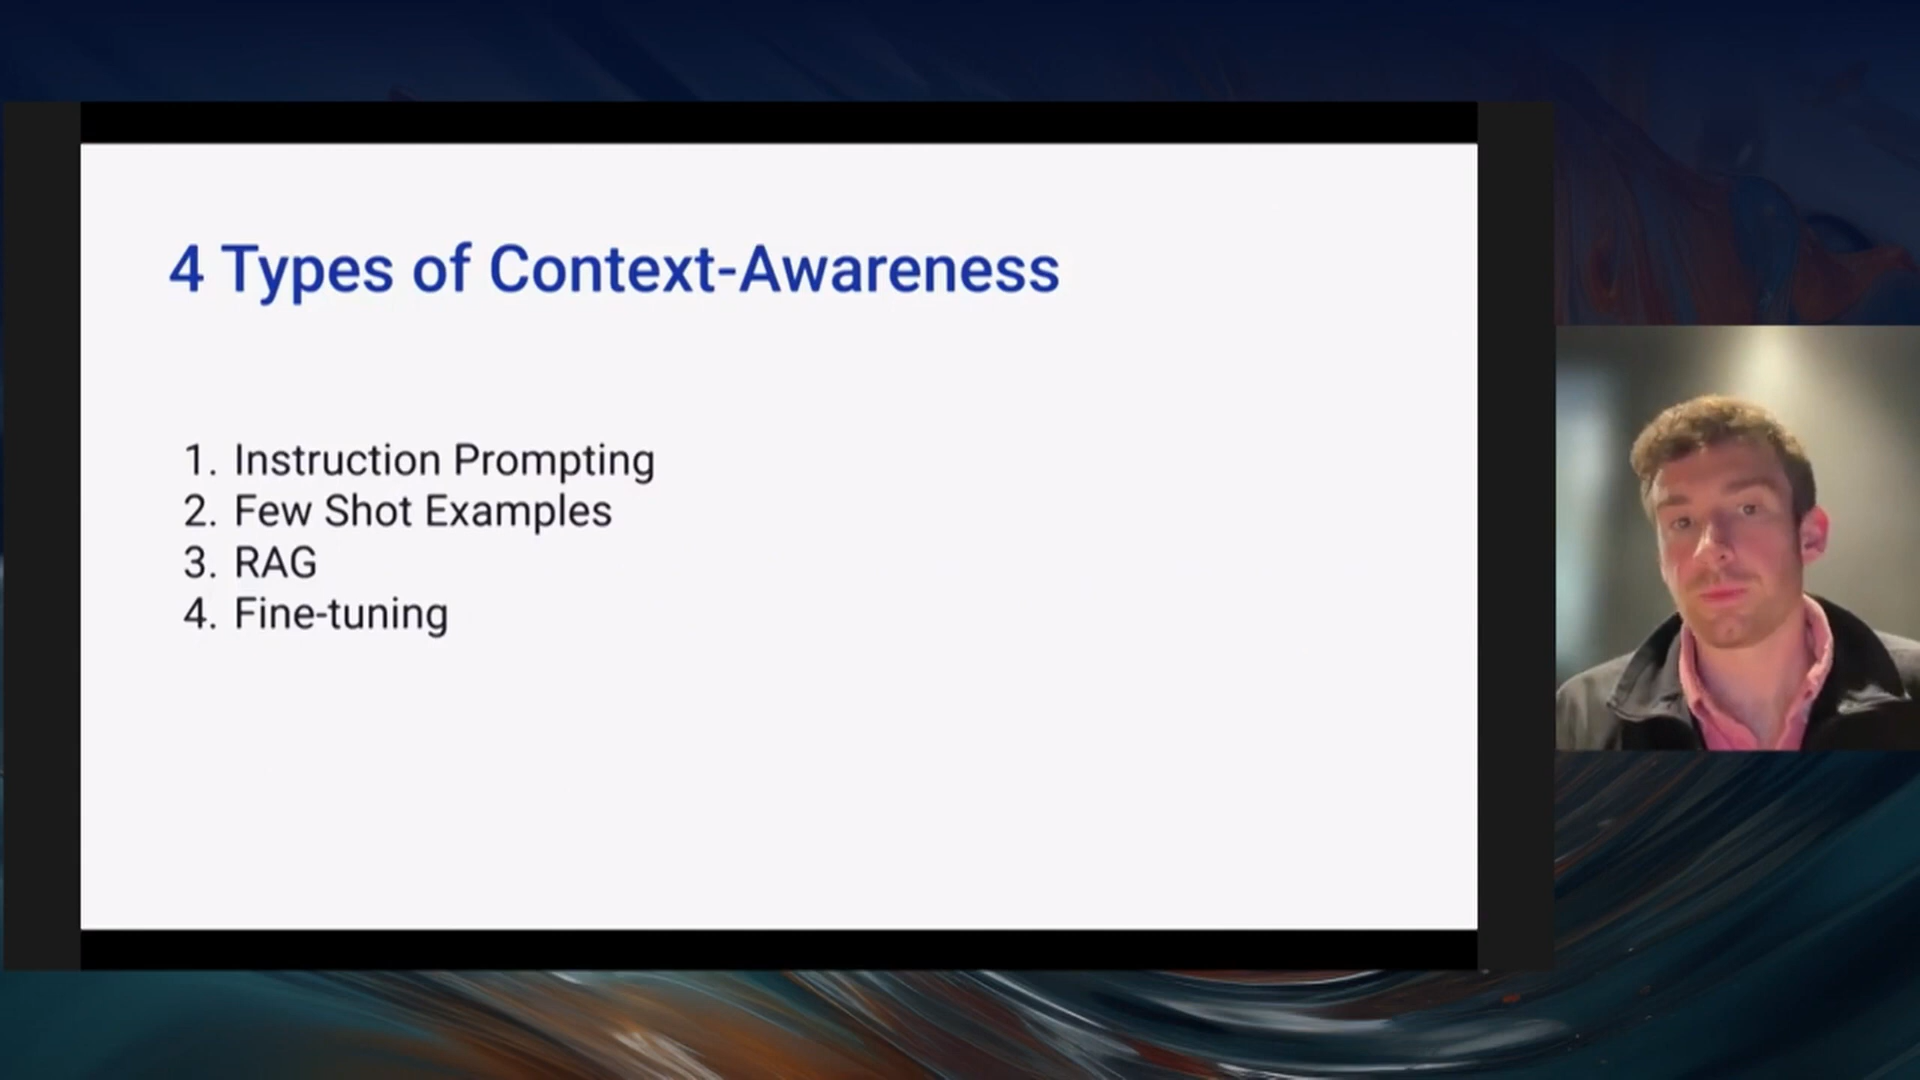 4 Types of Context-Awareness
1. Instruction Prompting
2. Few Shot Examples
3. RAG
4. Fine-tuning